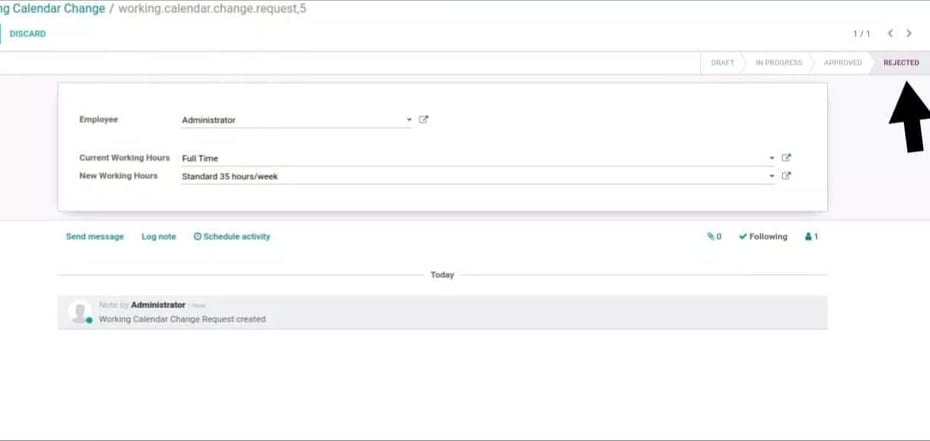 ng Calendar Change / working.calendar.change.request,5
DISCARD 1 / 1
DRAFT IN PROGRESS APPROVED REJECTED
Employee Administrator
Current Working Hours Full Time
New Working Hours Standard 35 hours/week
Send message Log note Schedule activity 0 Following 1
Today
Note by Administrator - now
Working Calendar Change Request created